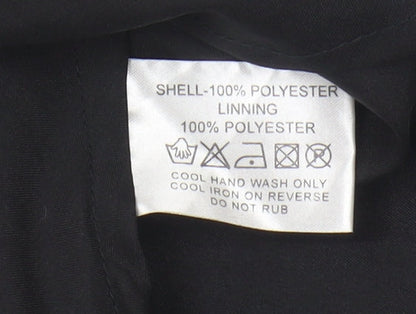 SHELL-100% POLYESTER
LINNING
100% POLYESTER
COOL HAND WASH ONLY
COOL IRON ON REVERSE
DO NOT RUB